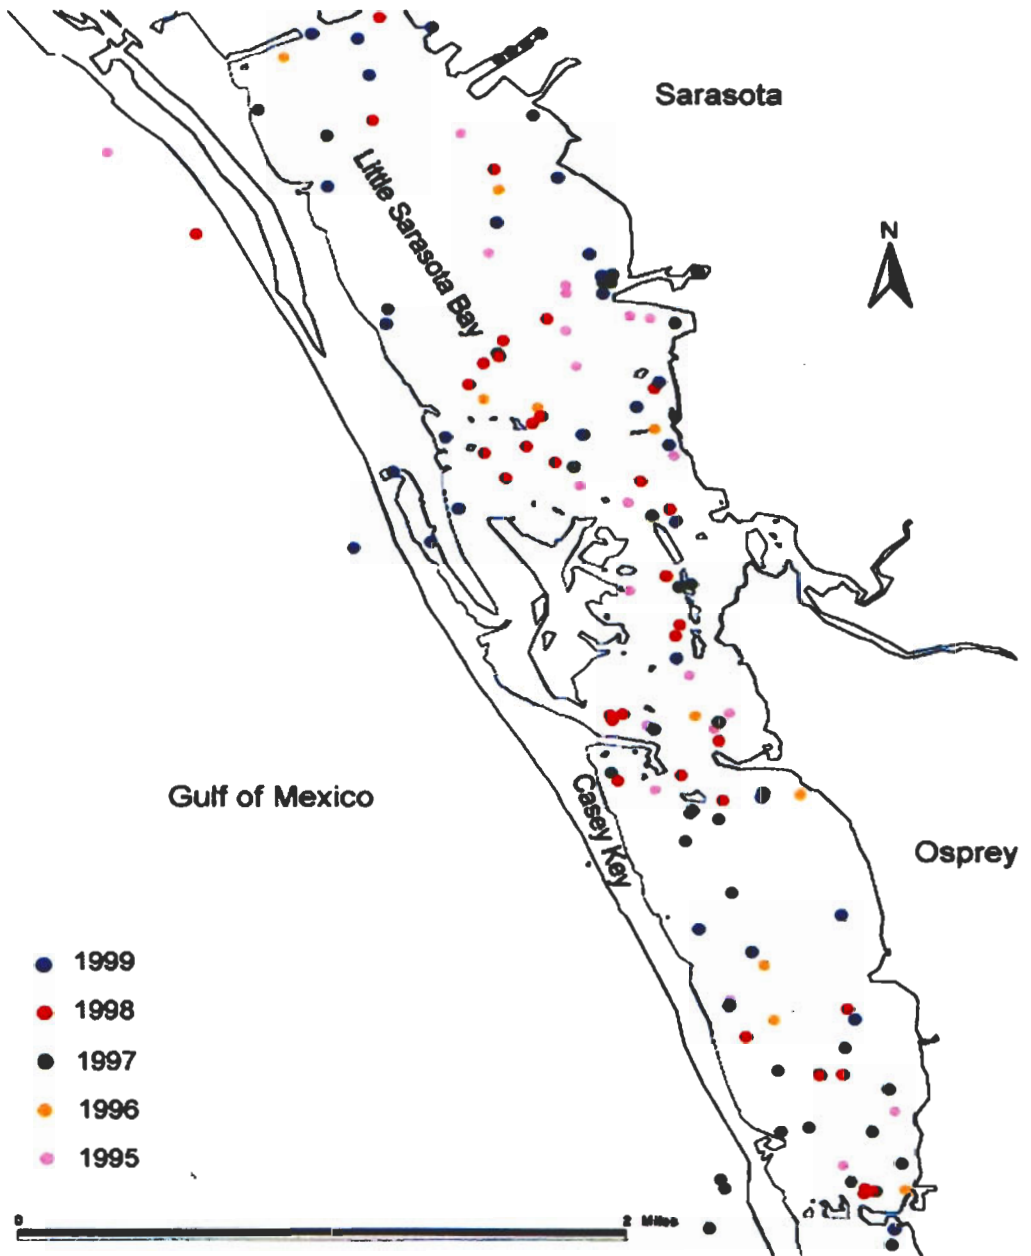 Sarasota
Little Sarasota Bay
N
Gulf of Mexico
Casey Key
Osprey
1999
1998
1997
1996
1995
0 2 Miles